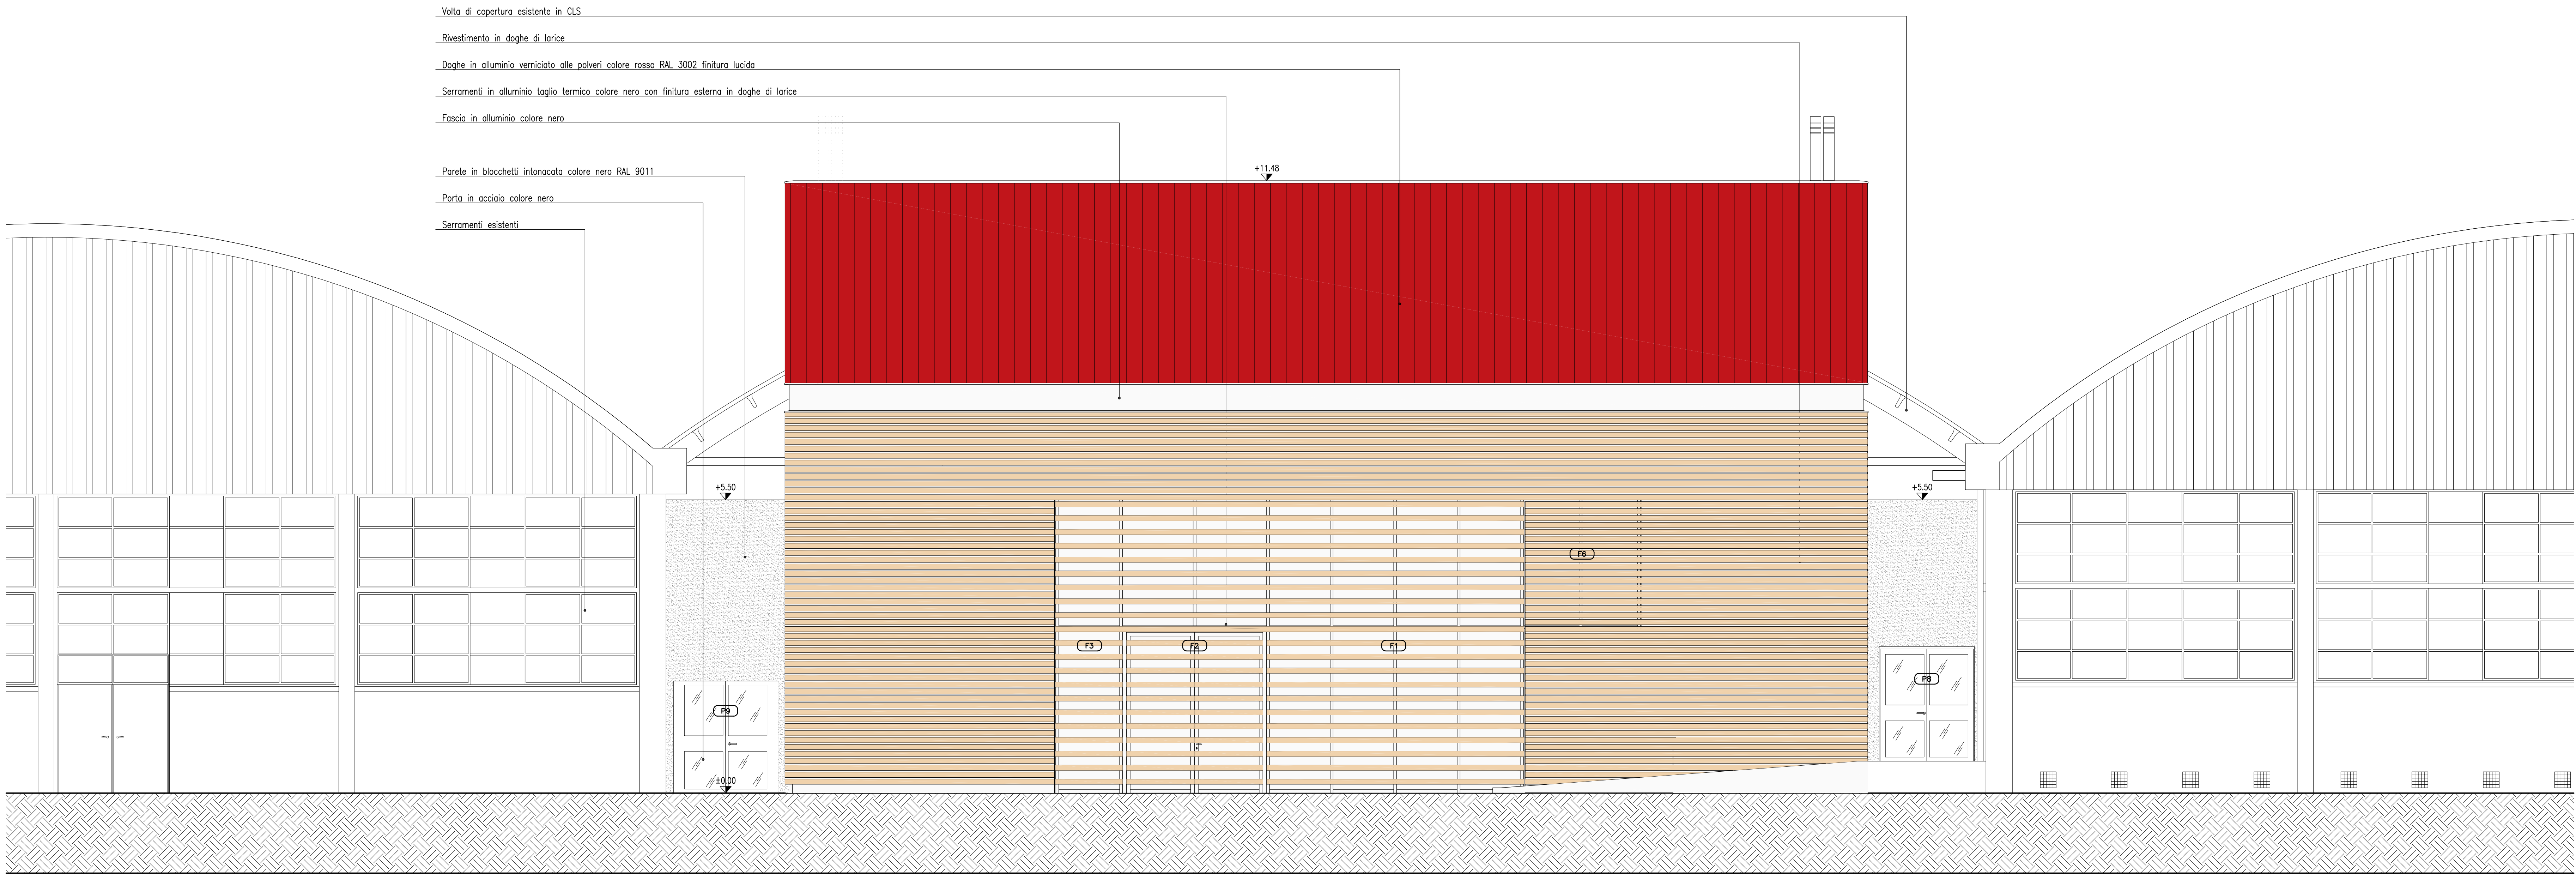 Volta di copertura esistente in CLS
Rivestimento in doghe di larice
Doghe in alluminio verniciato alle polveri colore rosso RAL 3002 finitura lucida
Serramenti in alluminio taglio termico colore nero con finitura esterna in doghe di larice
Fascia in alluminio colore nero
Parete in blocchetti intonacata colore nero RAL 9011
Porta in acciaio colore nero
Serramenti esistenti
+11.48
+5.50
+5.50
F6
F3
F2
F1
P8
P9
±0.00